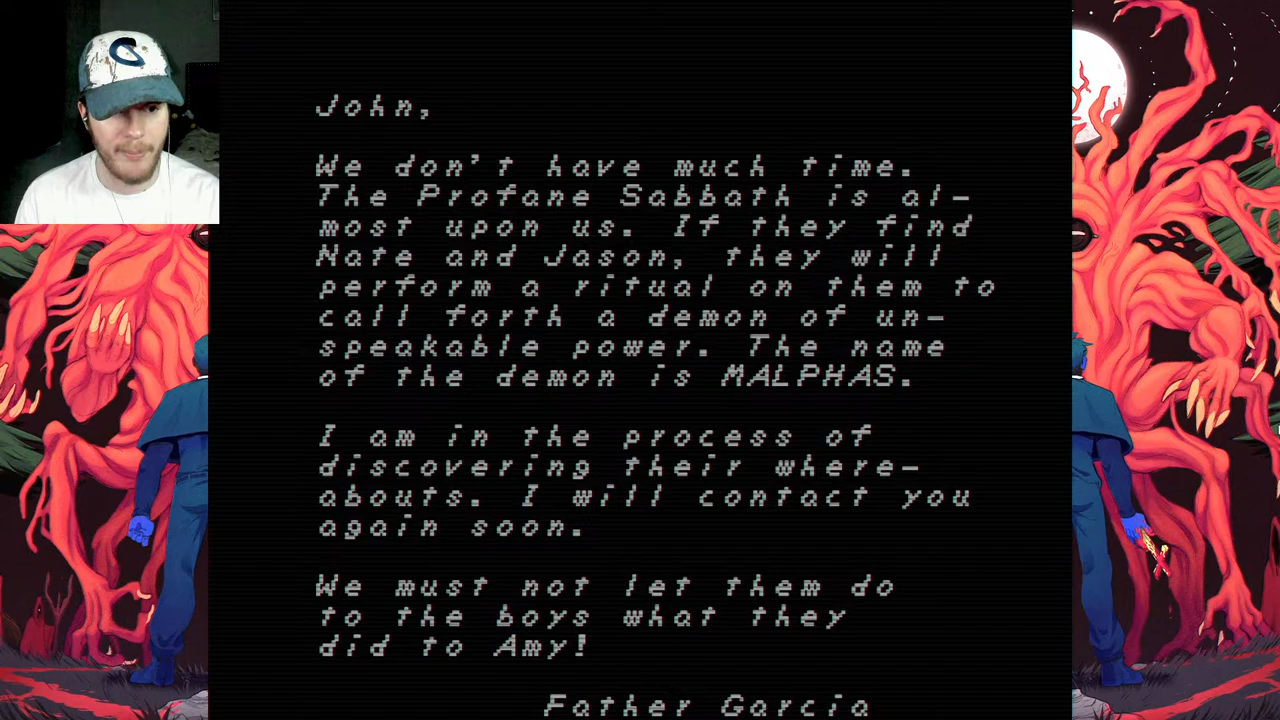 John,
We don't have much time.
The Profane Sabbath is al-
most upon us. If they find
Nate and Jason, they will
perform a ritual on them to
call forth a demon of un-
speakable power. The name
of the demon is MALPHAS.
I am in the process of
discovering their where-
abouts. I will contact you
again soon.
We must not let them do
to the boys what they
did to Amy!
Father Garcia